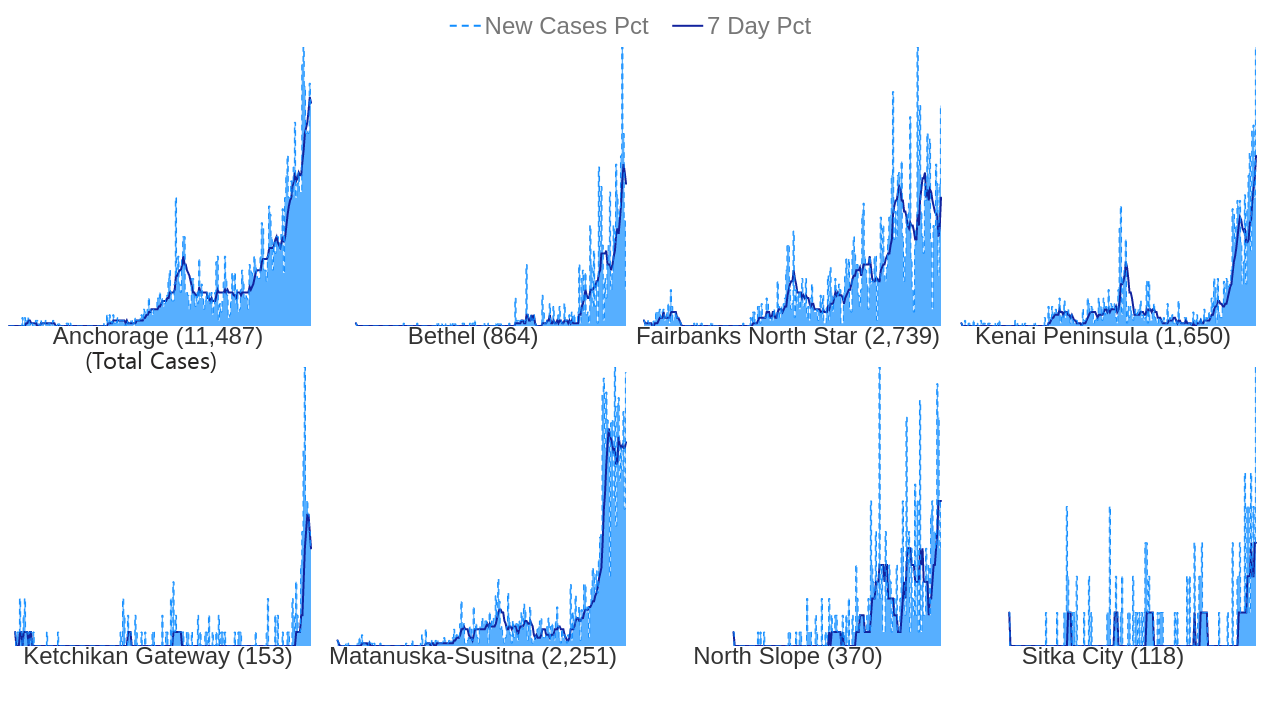 New Cases Pct 7 Day Pct
Anchorage (11,487)
(Total Cases)
Bethel (864)
Fairbanks North Star (2,739)
Kenai Peninsula (1,650)
Ketchikan Gateway (153)
Matanuska-Susitna (2,251)
North Slope (370)
Sitka City (118)